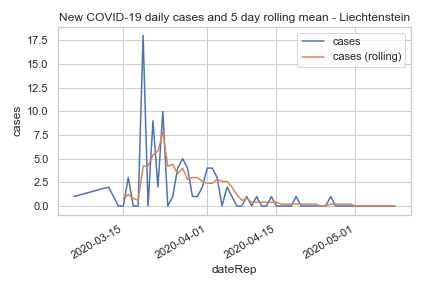 New COVID-19 daily cases and 5 day rolling mean - Liechtenstein
cases
cases (rolling)
17.5
15.0
12.5
10.0
7.5
5.0
2.5
0.0
cases
2020-03-15
2020-04-01
2020-04-15
2020-05-01
dateRep